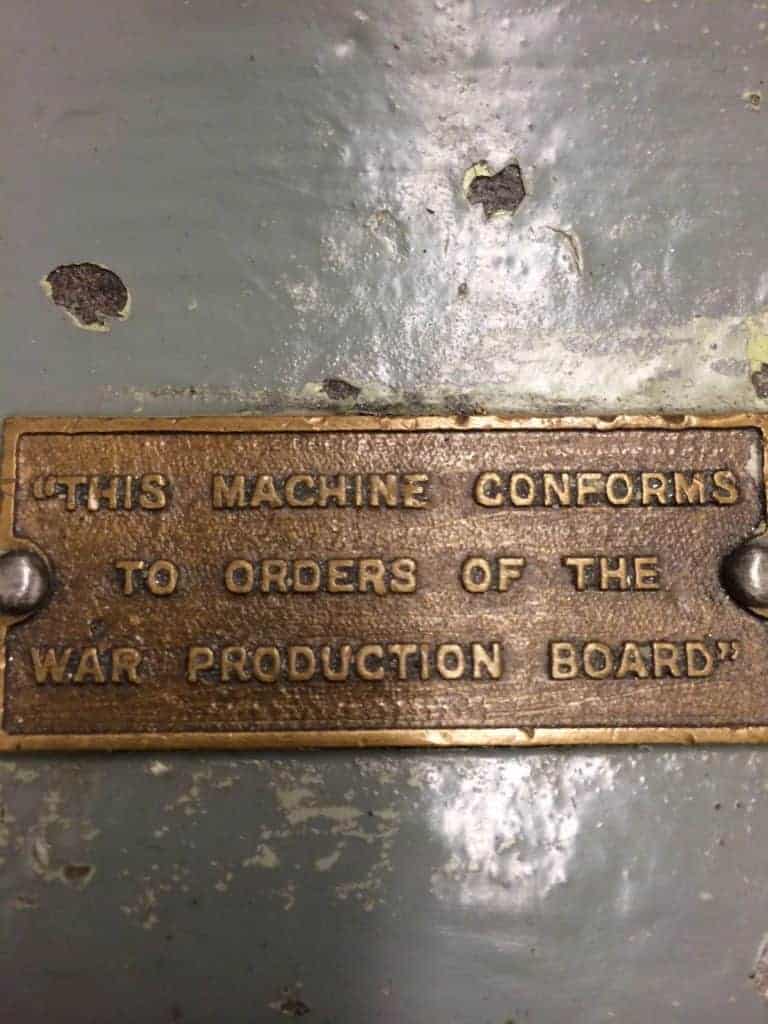 "THIS MACHINE CONFORMS
TO ORDERS OF THE
WAR PRODUCTION BOARD"